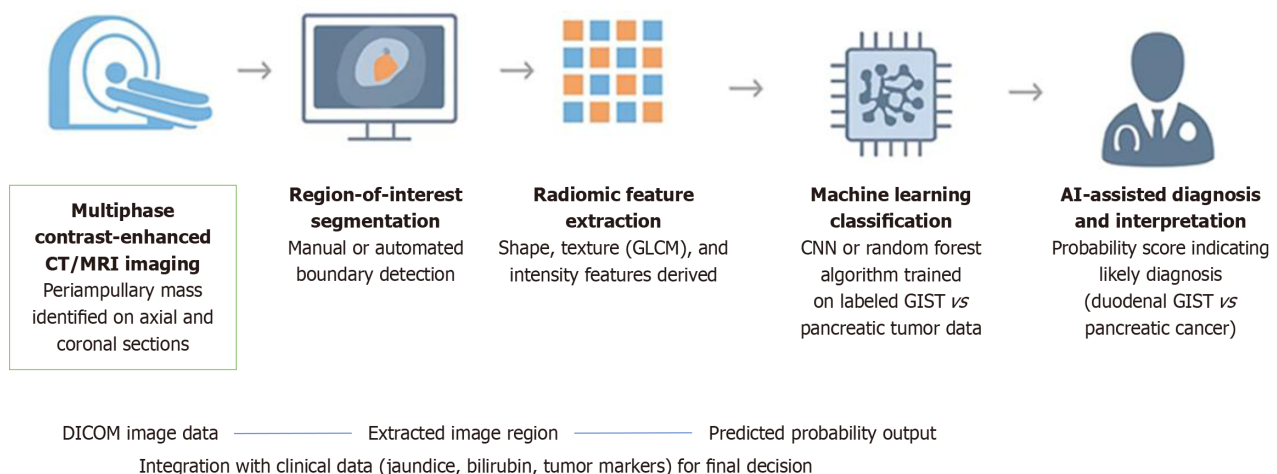 Multiphase
contrast-enhanced
CT/MRI imaging
Periampullary mass
identified on axial and
coronal sections
Region-of-interest
segmentation
Manual or automated
boundary detection
Radiomic feature
extraction
Shape, texture (GLCM), and
intensity features derived
Machine learning
classification
CNN or random forest
algorithm trained
on labeled GIST vs
pancreatic tumor data
AI-assisted diagnosis
and interpretation
Probability score indicating
likely diagnosis
(duodenal GIST vs
pancreatic cancer)
DICOM image data
Extracted image region
Predicted probability output
Integration with clinical data (jaundice, bilirubin, tumor markers) for final decision